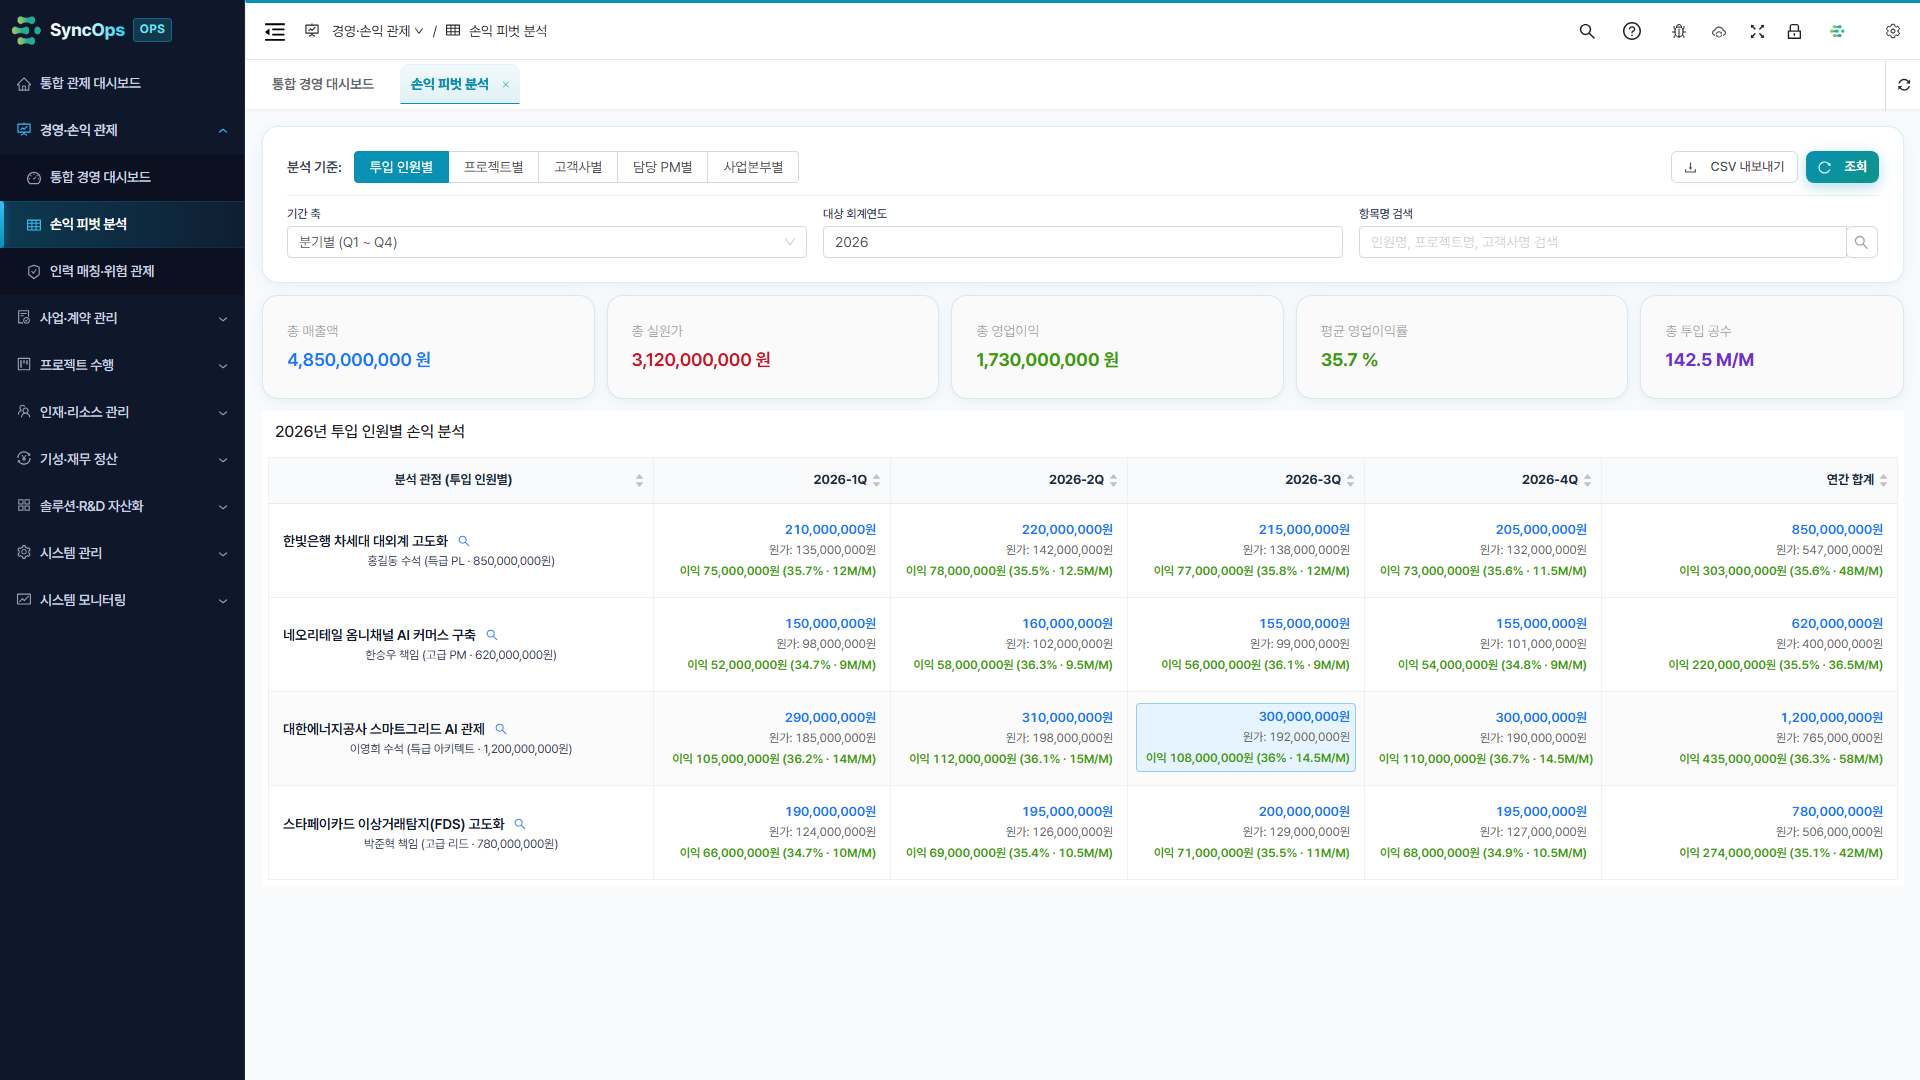 SyncOps OPS
통합 관제 대시보드
경영·손익 관제
통합 경영 대시보드
손익 피벗 분석
인력 매칭·위험 관제
사업·계약 관리
프로젝트 수행
인재·리소스 관리
기성·재무 정산
솔루션·R&D 자산화
시스템 관리
시스템 모니터링
경영·손익 관제 / 손익 피벗 분석
통합 경영 대시보드 손익 피벗 분석 ×
분석 기준: 투입 인원별 프로젝트별 고객사별 담당 PM별 사업본부별 CSV 내보내기 조회
기간 축 대상 회계연도 항목명 검색
분기별 (Q1 ~ Q4) 2026 인원명, 프로젝트명, 고객사명 검색
총 매출액 총 실원가 총 영업이익 평균 영업이익률 총 투입 공수
4,850,000,000 원 3,120,000,000 원 1,730,000,000 원 35.7 % 142.5 M/M
2026년 투입 인원별 손익 분석
분석 관점 (투입 인원별) 2026-1Q 2026-2Q 2026-3Q 2026-4Q 연간 합계
한빛은행 차세대 대외계 고도화
홍길동 수석 (특급 PL · 850,000,000원)
210,000,000원 220,000,000원 215,000,000원 205,000,000원 850,000,000원
원가: 135,000,000원 원가: 142,000,000원 원가: 138,000,000원 원가: 132,000,000원 원가: 547,000,000원
이익 75,000,000원 (35.7% · 12M/M) 이익 78,000,000원 (35.5% · 12.5M/M) 이익 77,000,000원 (35.8% · 12M/M) 이익 73,000,000원 (35.6% · 11.5M/M) 이익 303,000,000원 (35.6% · 48M/M)
네오리테일 옴니채널 AI 커머스 구축
한승우 책임 (고급 PM · 620,000,000원)
150,000,000원 160,000,000원 155,000,000원 155,000,000원 620,000,000원
원가: 98,000,000원 원가: 102,000,000원 원가: 99,000,000원 원가: 101,000,000원 원가: 400,000,000원
이익 52,000,000원 (34.7% · 9M/M) 이익 58,000,000원 (36.3% · 9.5M/M) 이익 56,000,000원 (36.1% · 9M/M) 이익 54,000,000원 (34.8% · 9M/M) 이익 220,000,000원 (35.5% · 36.5M/M)
대한에너지공사 스마트그리드 AI 관제
이영희 수석 (특급 아키텍트 · 1,200,000,000원)
290,000,000원 310,000,000원 300,000,000원 300,000,000원 1,200,000,000원
원가: 185,000,000원 원가: 198,000,000원 원가: 192,000,000원 원가: 190,000,000원 원가: 765,000,000원
이익 105,000,000원 (36.2% · 14M/M) 이익 112,000,000원 (36.1% · 15M/M) 이익 108,000,000원 (36% · 14.5M/M) 이익 110,000,000원 (36.7% · 14.5M/M) 이익 435,000,000원 (36.3% · 58M/M)
스타페이카드 이상거래탐지(FDS) 고도화
박준혁 책임 (고급 리드 · 780,000,000원)
190,000,000원 195,000,000원 200,000,000원 195,000,000원 780,000,000원
원가: 124,000,000원 원가: 126,000,000원 원가: 129,000,000원 원가: 127,000,000원 원가: 506,000,000원
이익 66,000,000원 (34.7% · 10M/M) 이익 69,000,000원 (35.4% · 10.5M/M) 이익 71,000,000원 (35.5% · 11M/M) 이익 68,000,000원 (34.9% · 10.5M/M) 이익 274,000,000원 (35.1% · 42M/M)